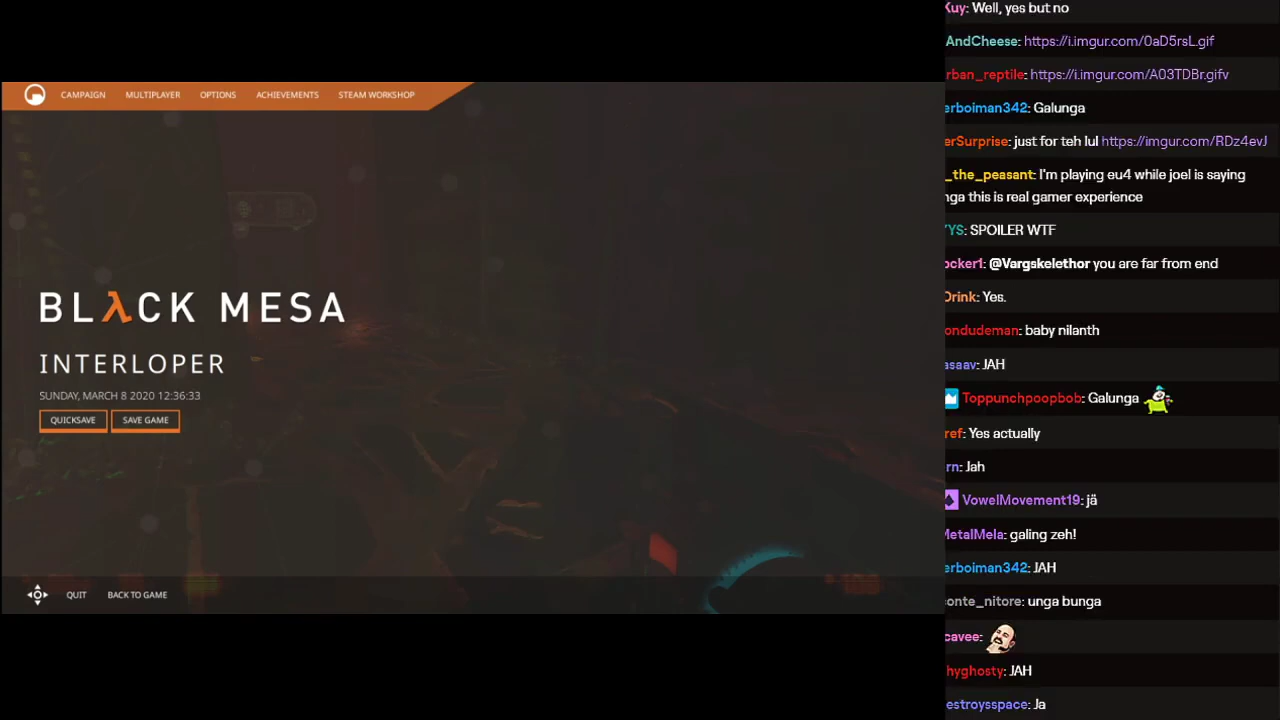 CAMPAIGN MULTIPLAYER OPTIONS ACHIEVEMENTS STEAM WORKSHOP
BLλCK MESA
INTERLOPER
SUNDAY, MARCH 8 2020 12:36:33
QUICKSAVE SAVE GAME
QUIT BACK TO GAME
Kuy: Well, yes but no
AndCheese: https://i.imgur.com/0aD5rsL.gif
rban_reptile: https://i.imgur.com/A03TDBr.gifv
erboiman342: Galunga
erSurprise: just for teh lul https://imgur.com/RDz4evJ
_the_peasant: I'm playing eu4 while joel is saying
nga this is real gamer experience
YYS: SPOILER WTF
ocker1: @Vargskelethor you are far from end
Drink: Yes.
ondudeman: baby nilanth
asaav: JAH
Toppunchpoopbob: Galunga
ref: Yes actually
rn: Jah
VowelMovement19: jä
MetalMela: galing zeh!
erboiman342: JAH
conte_nitore: unga bunga
cavee:
hyghosty: JAH
estroysspace: Ja